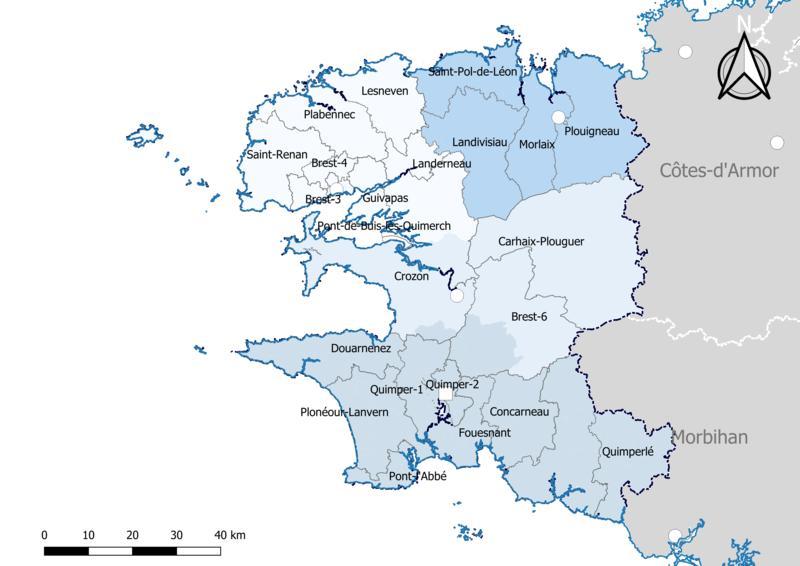 N
Saint-Pol-de-Léon
Lesneven
Plabennec
Plouigneau
Landivisiau
Morlaix
Saint-Renan
Brest-4
Landerneau
Côtes-d'Armor
Brest-3
Guivapas
Pont-de-Buis-lès-Quimerch
Carhaix-Plouguer
Crozon
Brest-6
Douarnenez
Quimper-1
Quimper-2
Plonéour-Lanvern
Concarneau
Fouesnant
Morbihan
Quimperlé
Pont-l'Abbé
0 10 20 30 40 km